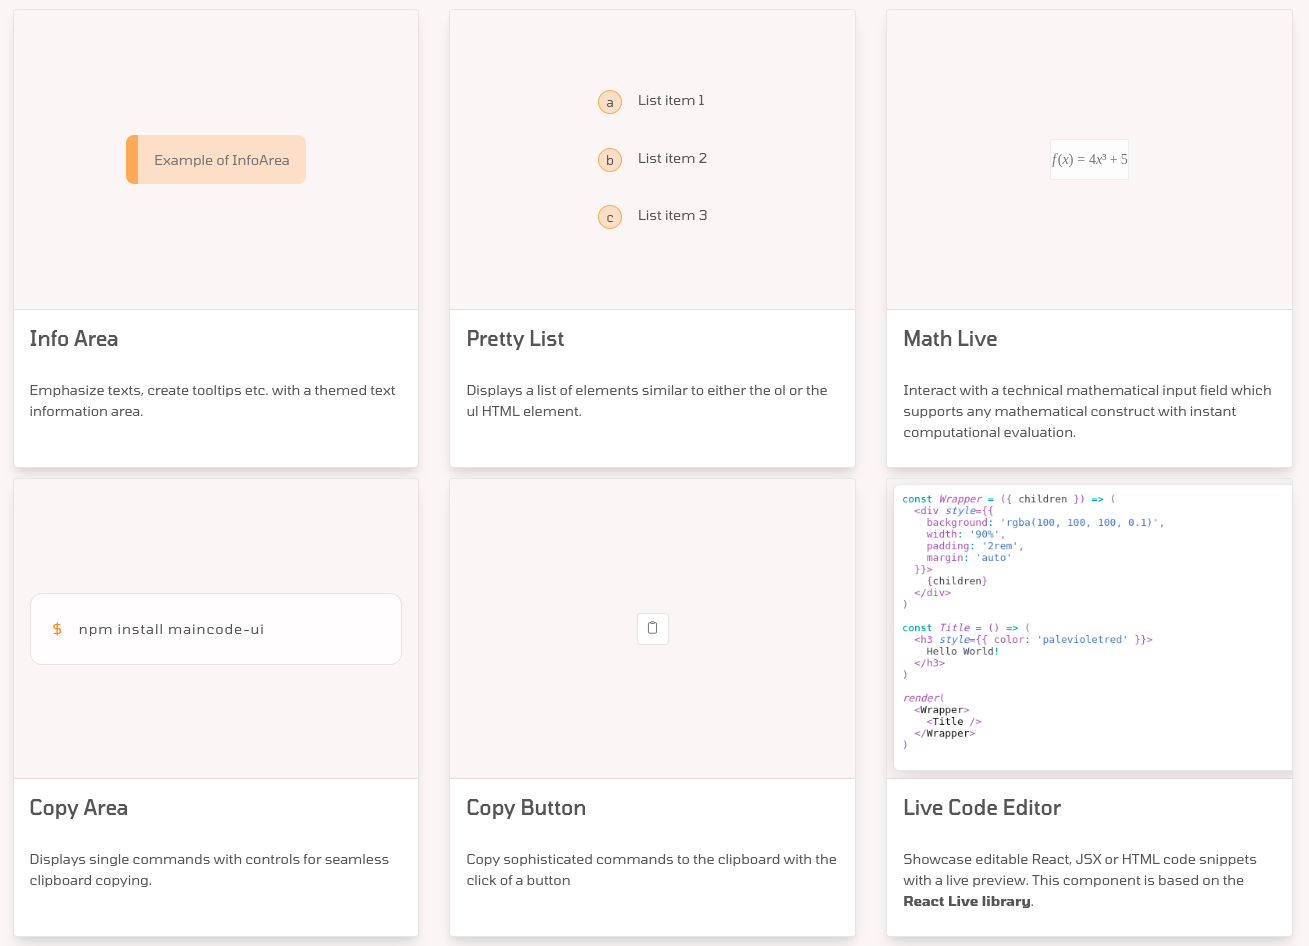 Example of InfoArea
Info Area
Emphasize texts, create tooltips etc. with a themed text
information area.
a List item 1
b List item 2
c List item 3
Pretty List
Displays a list of elements similar to either the ol or the
ul HTML element.
f(x) = 4x³ + 5
Math Live
Interact with a technical mathematical input field which
supports any mathematical construct with instant
computational evaluation.
$ npm install maincode-ui
Copy Area
Displays single commands with controls for seamless
clipboard copying.
Copy Button
Copy sophisticated commands to the clipboard with the
click of a button
const Wrapper = ({ children }) => (
  <div style={{
    background: 'rgba(100, 100, 100, 0.1)',
    width: '90%',
    padding: '2rem',
    margin: 'auto'
  }}>
    {children}
  </div>
)
const Title = () => (
  <h3 style={{ color: 'palevioletred' }}>
    Hello World!
  </h3>
)
render(
  <Wrapper>
    <Title />
  </Wrapper>
)
Live Code Editor
Showcase editable React, JSX or HTML code snippets
with a live preview. This component is based on the
React Live library.